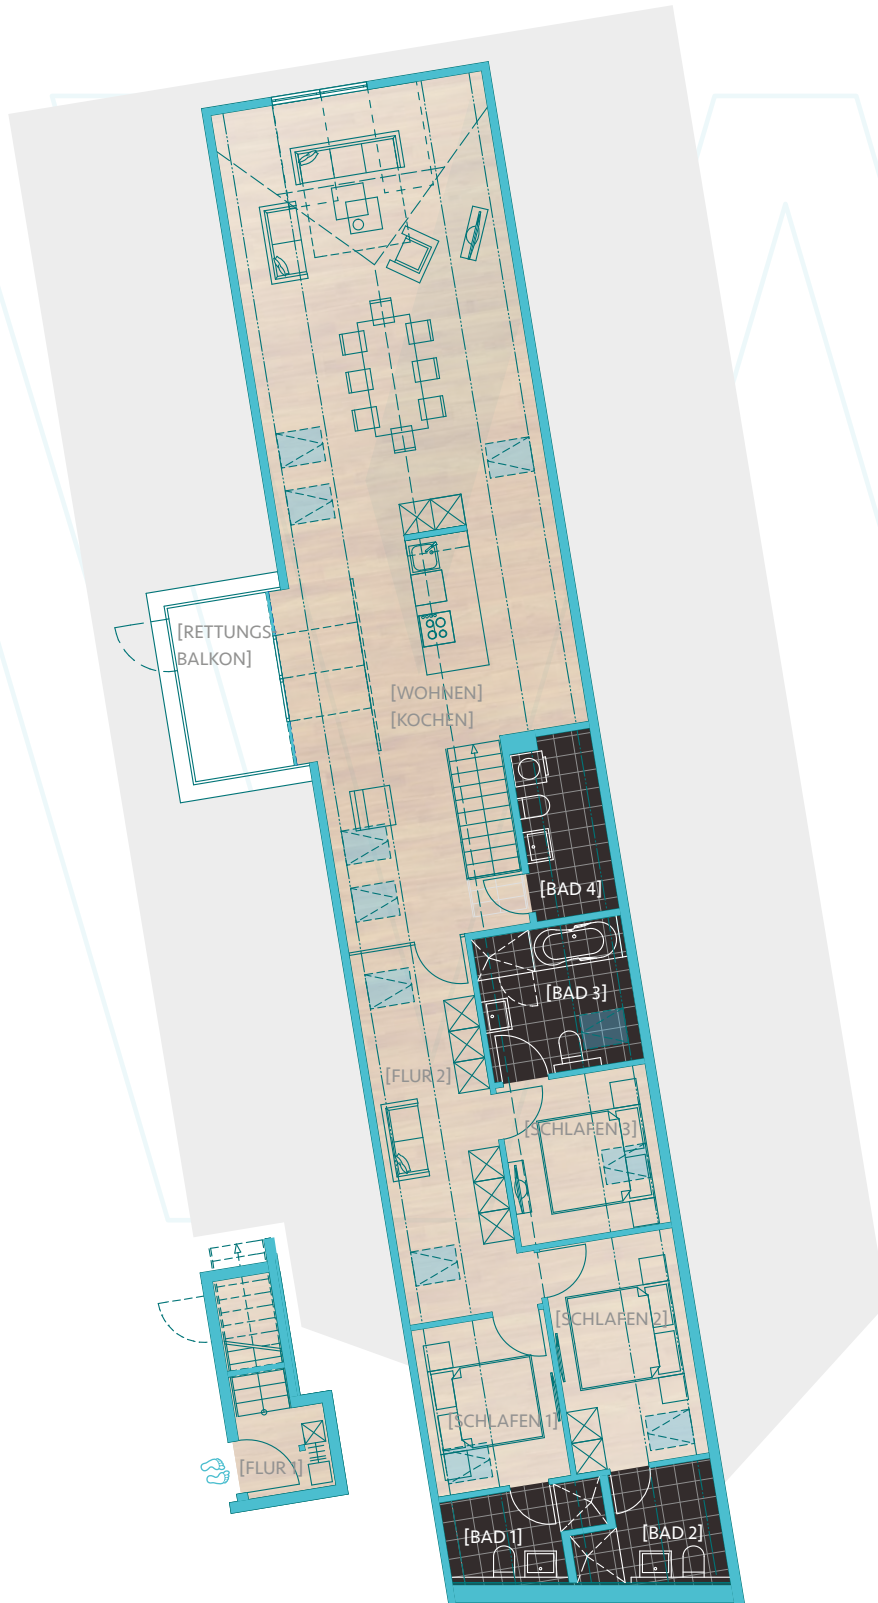 [RETTUNGS
BALKON]
[WOHNEN]
[KOCHEN]
[BAD 4]
[BAD 3]
[FLUR 2]
[SCHLAFEN 3]
[SCHLAFEN 2]
[SCHLAFEN 1]
[FLUR 1]
[BAD 1]
[BAD 2]